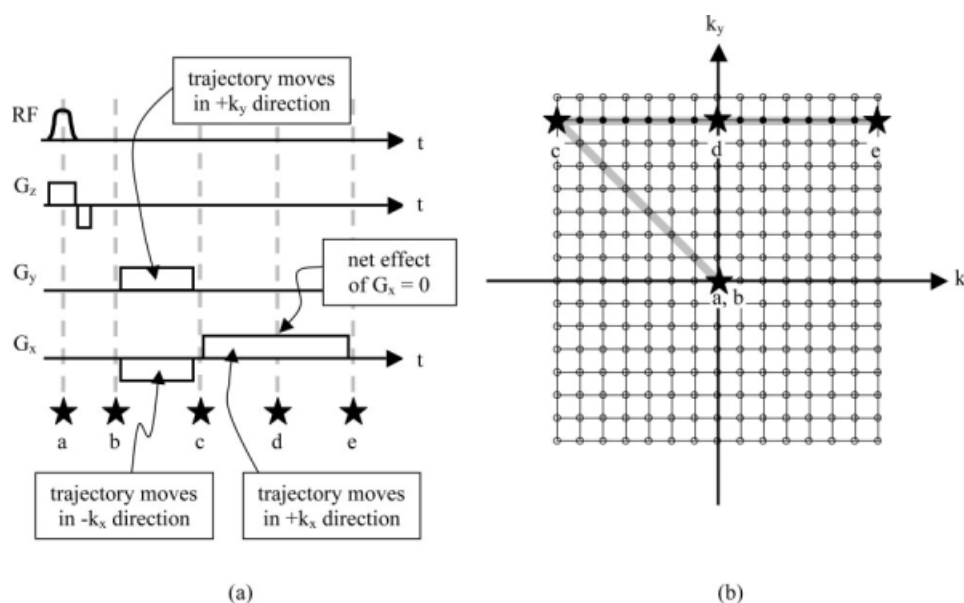 trajectory moves
in +ky direction
RF
t
Gz
t
Gy
net effect
of Gx = 0
Gx
t
a
b
c
d
e
trajectory moves
in -kx direction
trajectory moves
in +kx direction
(a)
ky
c
d
e
a, b
k
(b)